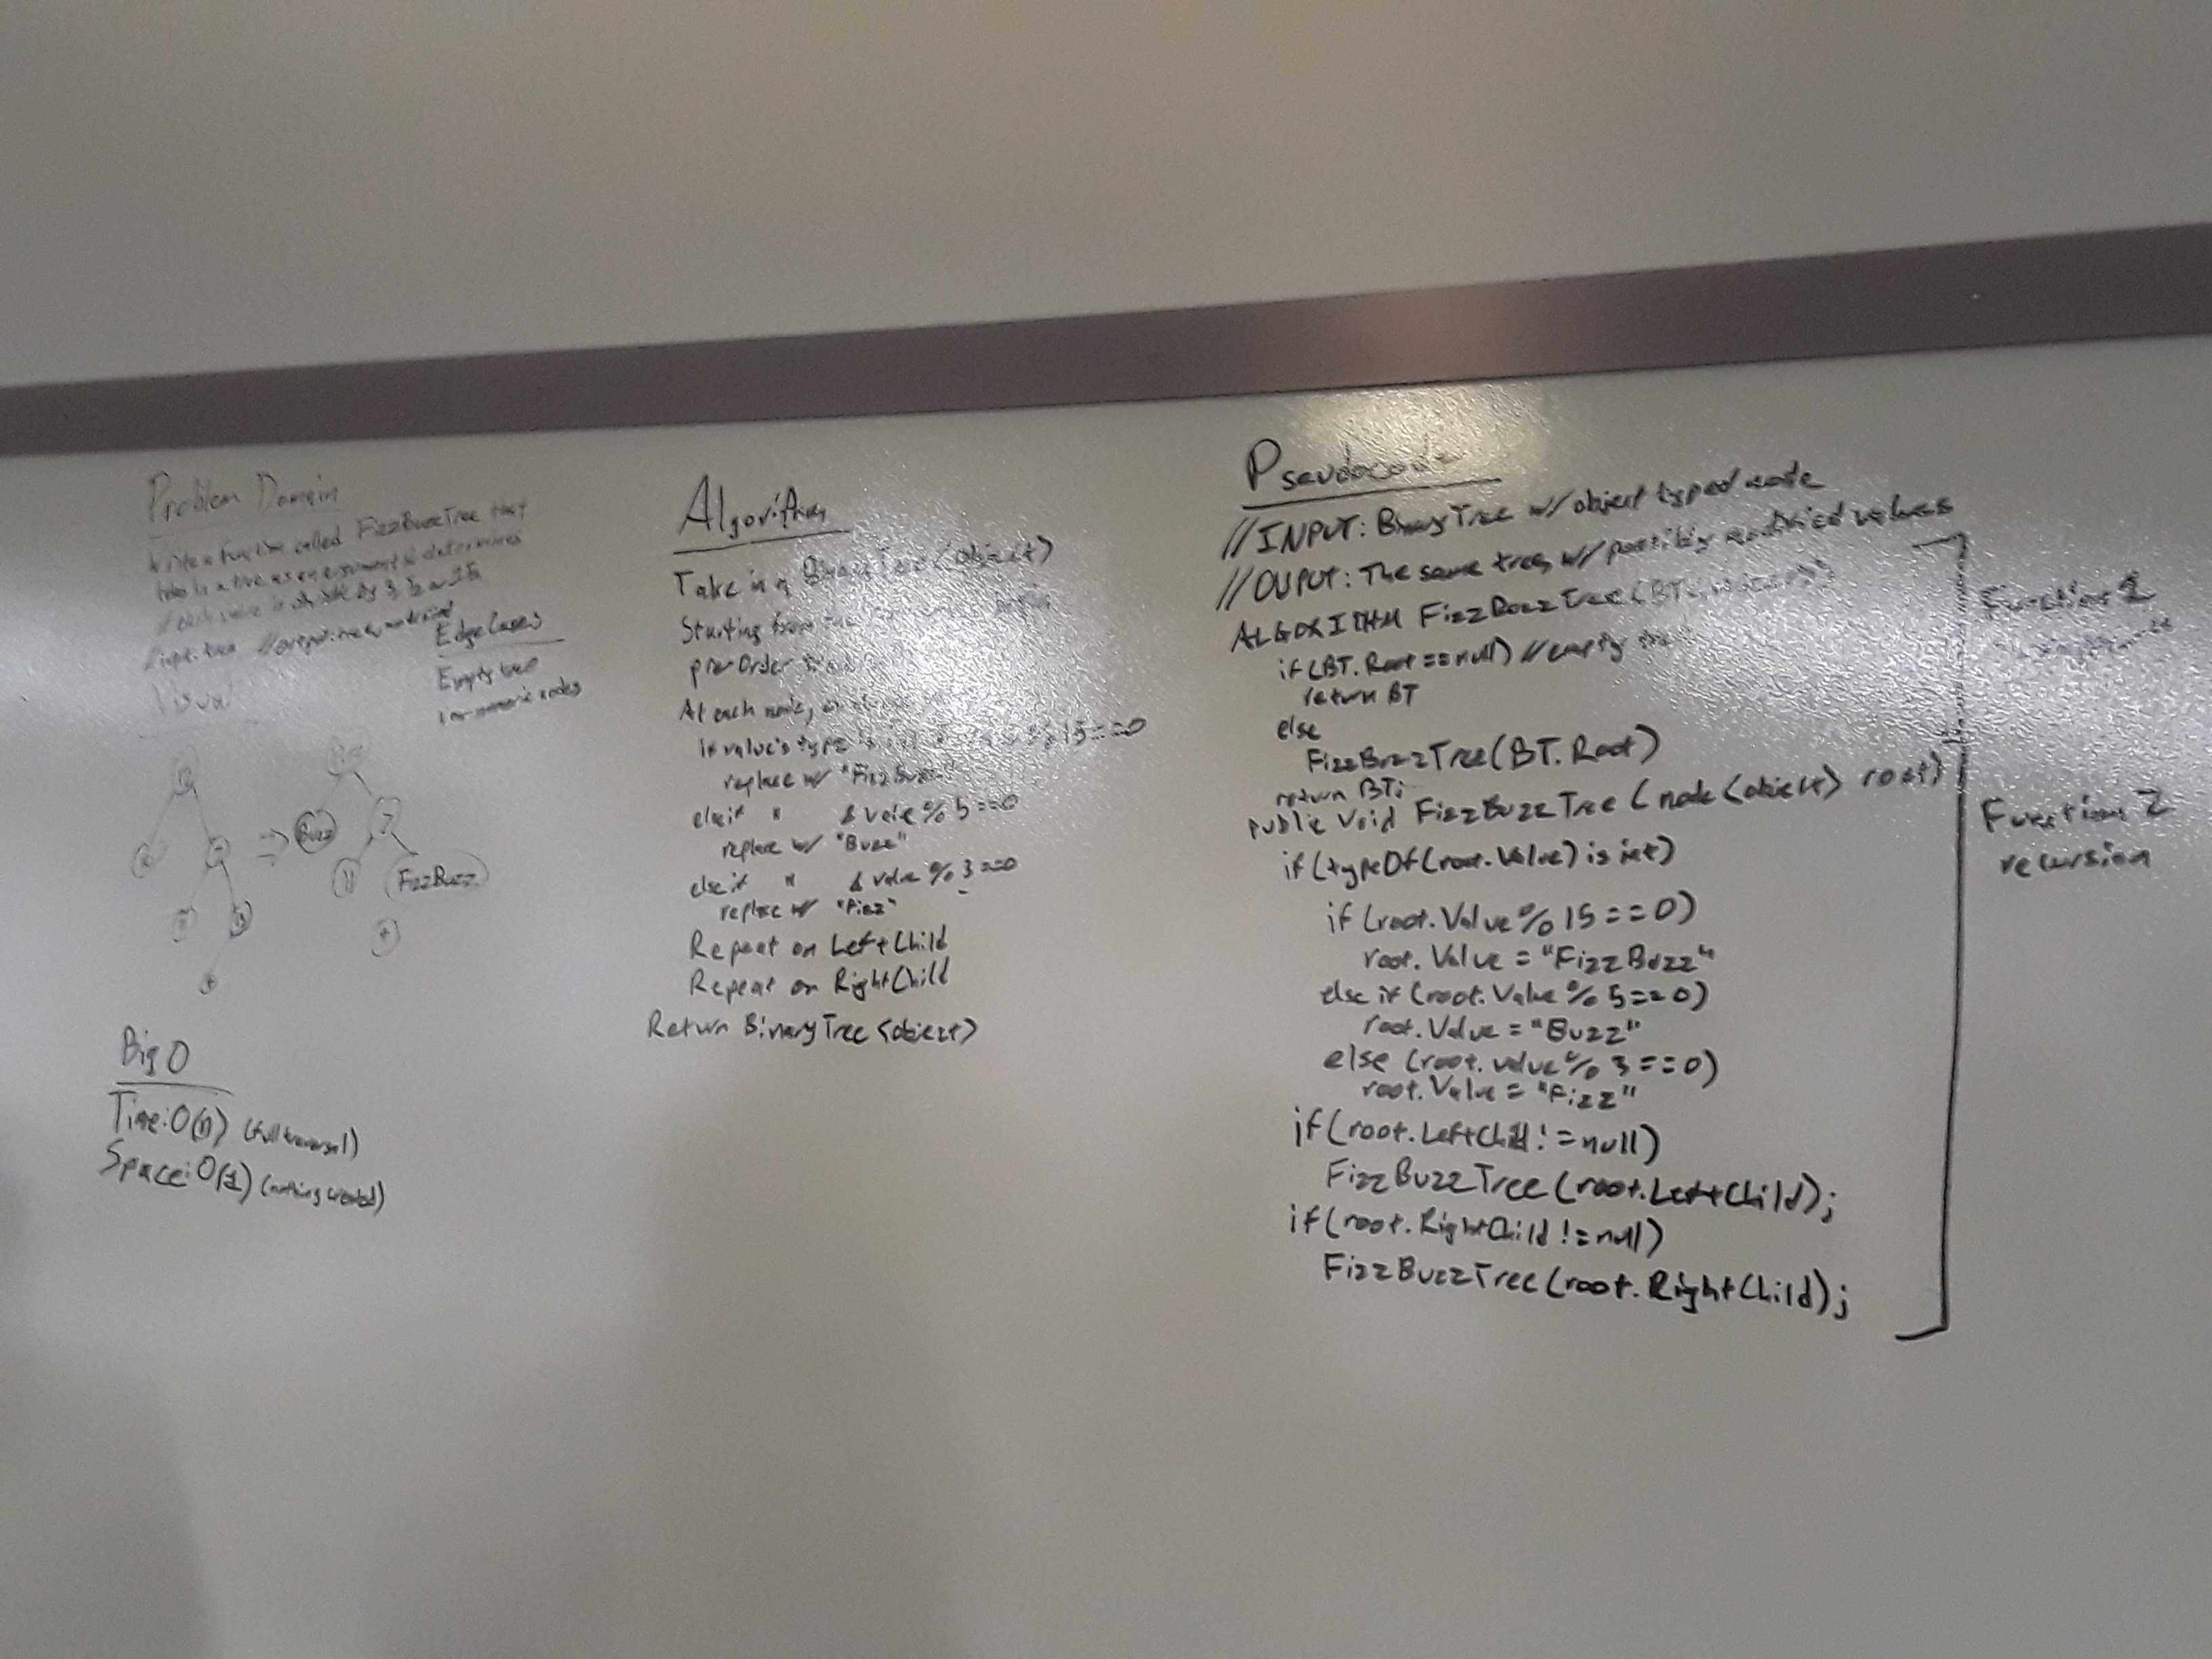 Problem Domain
Write a function called FizzBuzzTree that
takes in a tree as an argument & determines
if each value is divisible by 3, 5 or 15
//input: tree //output: tree, modified
Edge Cases
Empty tree
non-numeric nodes
Visual
Buzz
7
11
FizzBuzz
4
Big O
Time: O(n) (full traversal)
Space: O(1) (nothing created)
Algorithm
Take in a BinaryTree<object>
Starting from the
preOrder
At each node,
if value's type 15==0
replace w/ "FizzBuzz"
else if " & value % 5==0
replace w/ "Buzz"
else if " & value % 3==0
replace w/ "Fizz"
Repeat on LeftChild
Repeat on RightChild
Return BinaryTree<object>
Pseudocode
//INPUT: BinaryTree w/ object typed node
//OUPUT: The same tree, w/ possibly modified values
ALGORITHM FizzBuzzTree(BT
if(BT.Root==null) //empty
return BT
else
FizzBuzzTree(BT.Root)
return BT;
public void FizzBuzzTree (node<object> root)
if(typeOf(root.Value) is int)
if(root.Value%15==0)
root.Value="FizzBuzz"
else if(root.Value%5==0)
root.Value="Buzz"
else (root.value%3==0)
root.Value="Fizz"
if(root.LeftChild!=null)
FizzBuzzTree(root.LeftChild);
if(root.RightChild!=null)
FizzBuzzTree(root.RightChild);
Function 1
Function 2
recursion